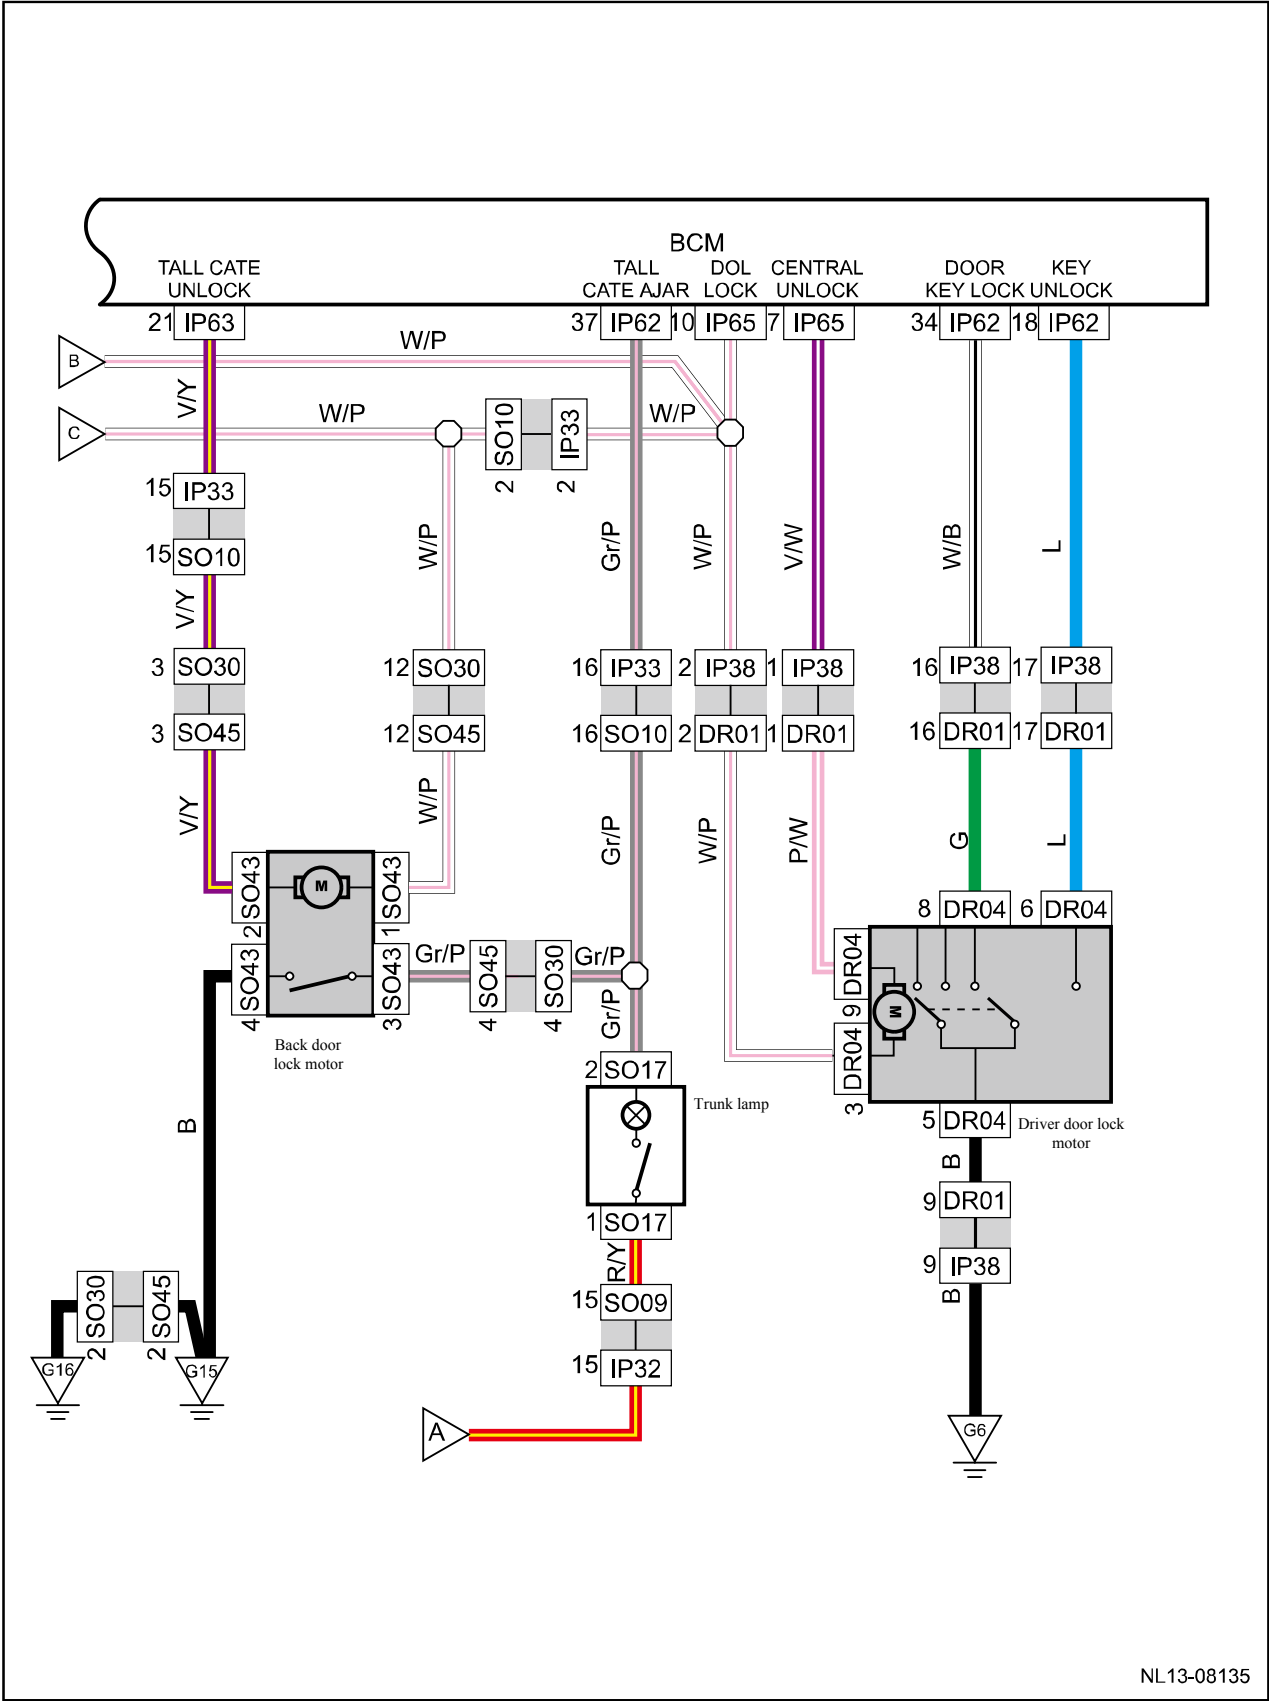 BCM
TALL CATE
UNLOCK
TALL
CATE AJAR
DOL
LOCK
CENTRAL
UNLOCK
DOOR
KEY LOCK
KEY
UNLOCK
21 IP63
37 IP62
10 IP65
7 IP65
34 IP62
18 IP62
B
W/P
V/Y
C
W/P
SO10
2
IP33
2
W/P
15 IP33
15 SO10
V/Y
W/P
Gr/P
W/P
V/W
W/B
L
3 SO30
3 SO45
12 SO30
12 SO45
16 IP33
16 SO10
2 IP38
2 DR01
1 IP38
1 DR01
16 IP38
16 DR01
17 IP38
17 DR01
V/Y
W/P
Gr/P
W/P
P/W
G
L
SO43
2
M
SO43
1
8 DR04
6 DR04
SO43
4
SO43
3
Gr/P
SO45
4
SO30
4
Gr/P
Gr/P
DR04
9
M
DR04
3
Back door
lock motor
2 SO17
Trunk lamp
1 SO17
5 DR04
Driver door lock
motor
B
B
9 DR01
9 IP38
B
R/Y
15 SO09
15 IP32
SO30
2
SO45
2
G16
G15
A
G6
NL13-08135